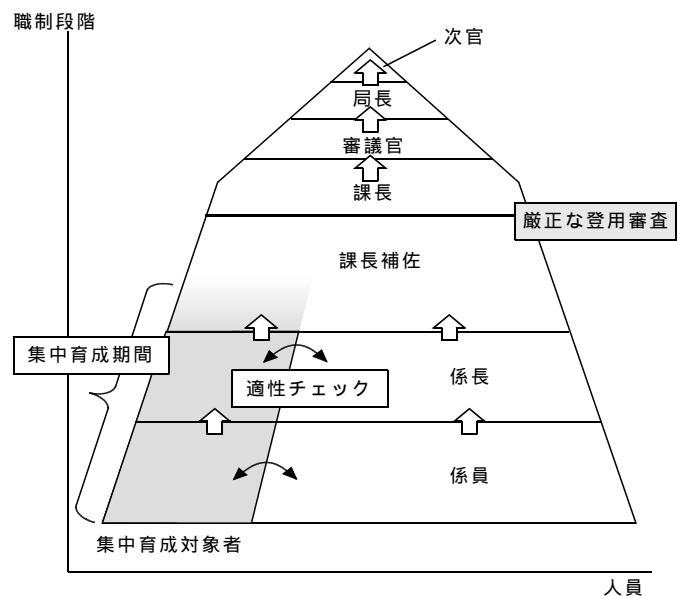 職制段階
次官
局長
審議官
課長
厳正な登用審査
課長補佐
集中育成期間
適性チェック
係長
係員
集中育成対象者
人員